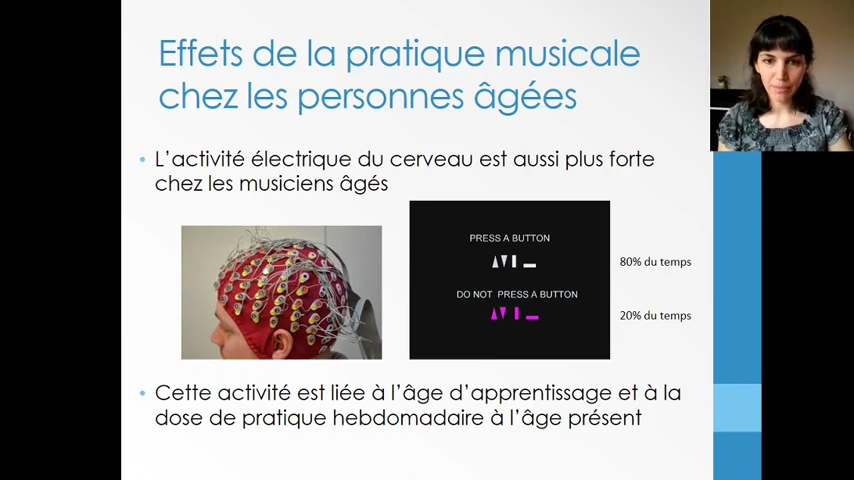 Effets de la pratique musicale
chez les personnes âgées
• L'activité électrique du cerveau est aussi plus forte
chez les musiciens âgés
PRESS A BUTTON
80% du temps
DO NOT PRESS A BUTTON
20% du temps
• Cette activité est liée à l'âge d'apprentissage et à la
dose de pratique hebdomadaire à l'âge présent